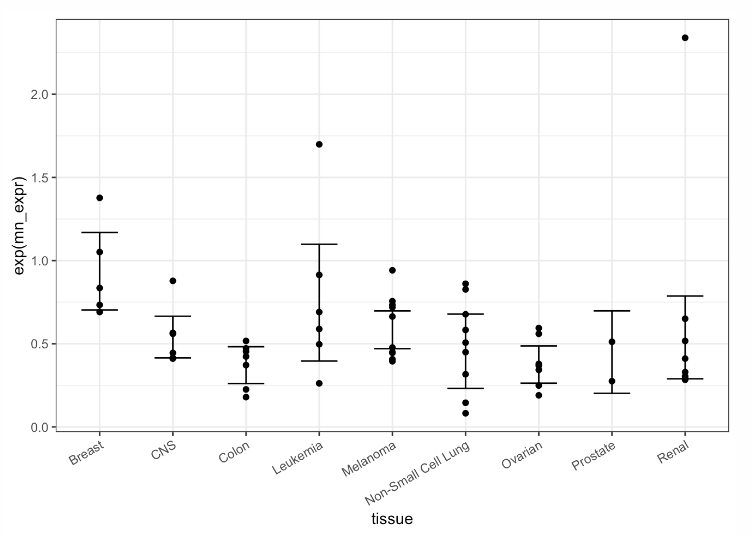 exp(mn_expr)
2.0
1.5
1.0
0.5
0.0
Breast
CNS
Colon
Leukemia
Melanoma
Non-Small Cell Lung
Ovarian
Prostate
Renal
tissue